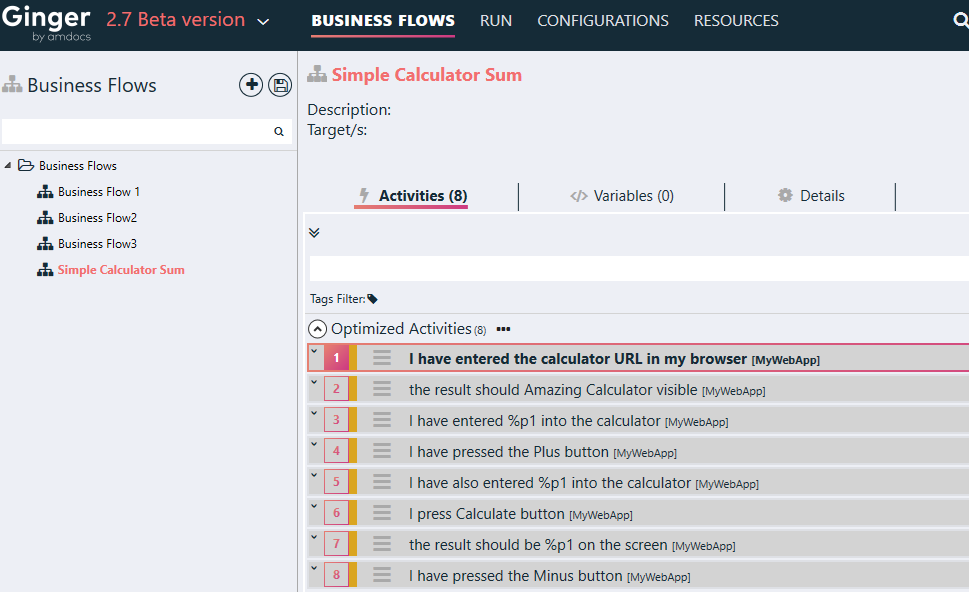 Ginger 2.7 Beta version BUSINESS FLOWS RUN CONFIGURATIONS RESOURCES
by amdocs
Business Flows
Business Flows
Business Flow 1
Business Flow2
Business Flow3
Simple Calculator Sum
Simple Calculator Sum
Description:
Target/s:
Activities (8) </> Variables (0) Details
Tags Filter:
Optimized Activities (8) •••
1 I have entered the calculator URL in my browser [MyWebApp]
2 the result should Amazing Calculator visible [MyWebApp]
3 I have entered %p1 into the calculator [MyWebApp]
4 I have pressed the Plus button [MyWebApp]
5 I have also entered %p1 into the calculator [MyWebApp]
6 I press Calculate button [MyWebApp]
7 the result should be %p1 on the screen [MyWebApp]
8 I have pressed the Minus button [MyWebApp]